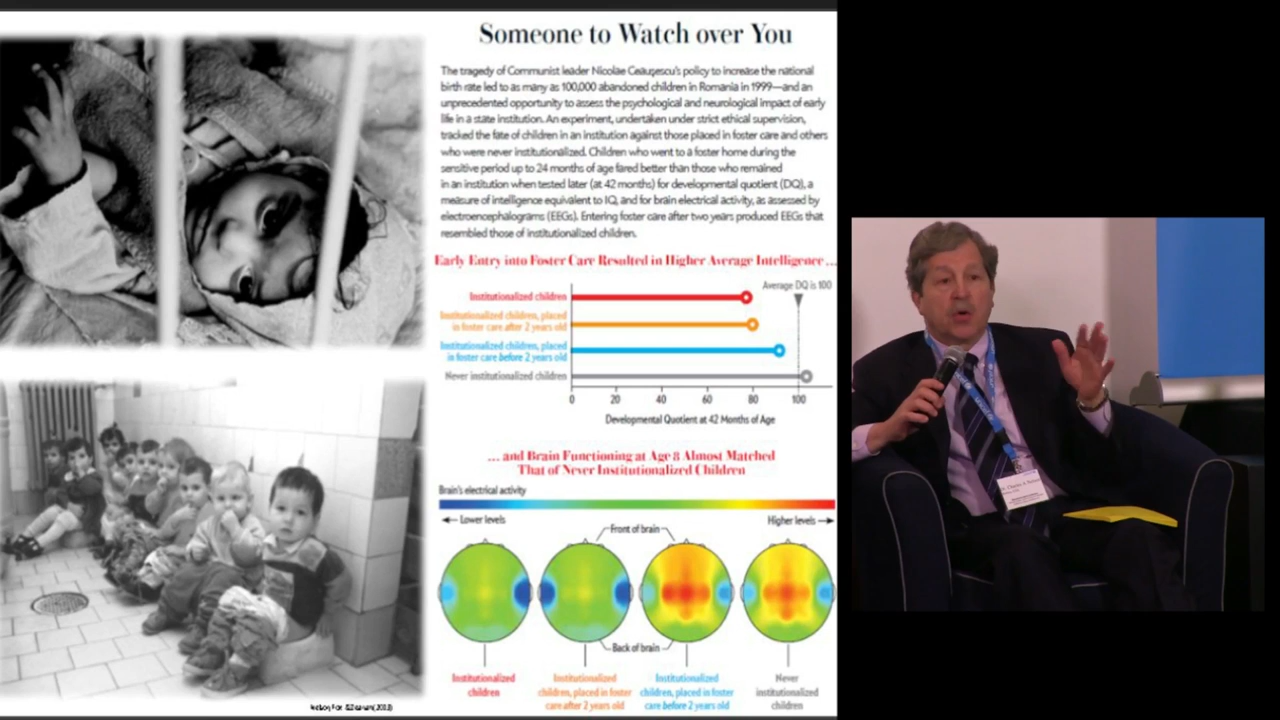 Someone to Watch over You
The tragedy of Communist leader Nicolae Ceauşescu's policy to increase the national
birth rate led to as many as 100,000 abandoned children in Romania in 1999—and an
unprecedented opportunity to assess the psychological and neurological impact of early
life in a state institution. An experiment, undertaken under strict ethical supervision,
tracked the fate of children in an institution against those placed in foster care and others
who were never institutionalized. Children who went to a foster home during the
sensitive period up to 24 months of age fared better than those who remained
in an institution when tested later (at 42 months) for developmental quotient (DQ), a
measure of intelligence equivalent to IQ, and for brain electrical activity, as assessed by
electroencephalograms (EEGs). Entering foster care after two years produced EEGs that
resembled those of institutionalized children.
Early Entry into Foster Care Resulted in Higher Average Intelligence ...
Average DQ is 100
Institutionalized children
Institutionalized children, placed
in foster care after 2 years old
Institutionalized children, placed
in foster care before 2 years old
Never institutionalized children
0 20 40 60 80 100
Developmental Quotient at 42 Months of Age
... and Brain Functioning at Age 8 Almost Matched
That of Never Institutionalized Children
Brain's electrical activity
Lower levels
Higher levels
Front of brain
Back of brain
Institutionalized
children
Institutionalized
children, placed in foster
care after 2 years old
Institutionalized
children, placed in foster
care before 2 years old
Never
institutionalized
children
unicef